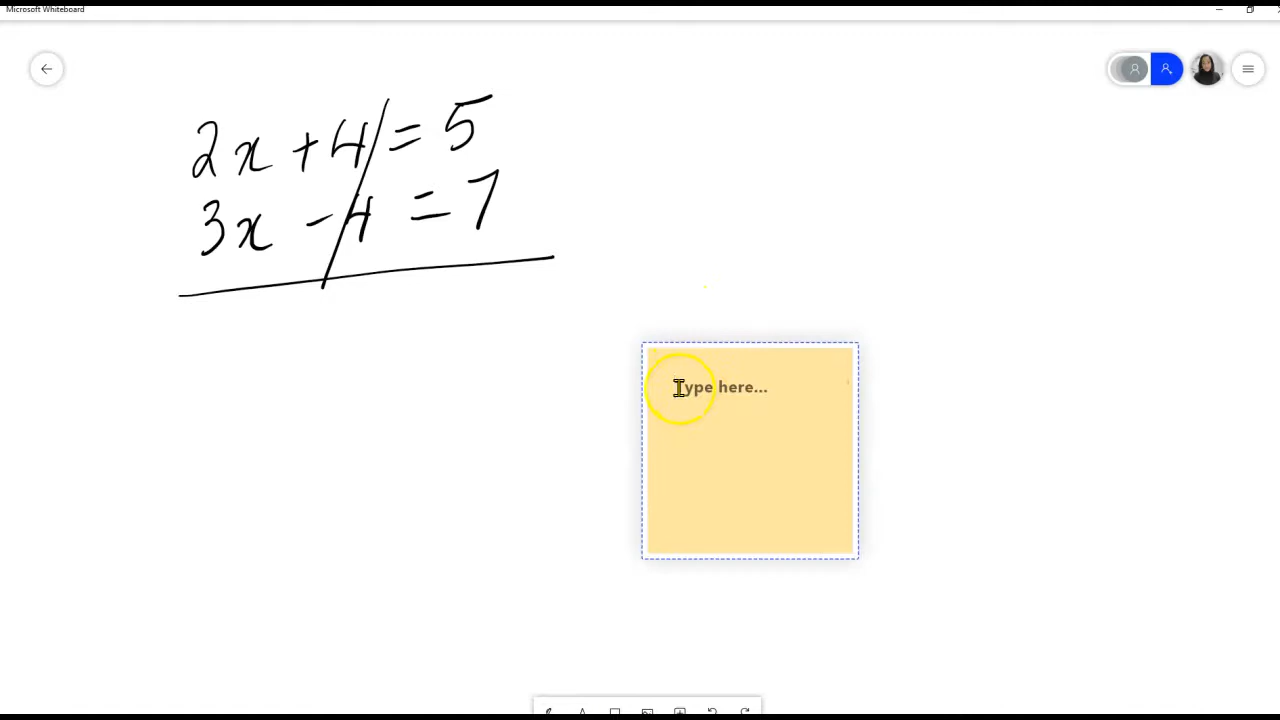 Microsoft Whiteboard
2x + 4 = 5
3x - 4 = 7
Type here...